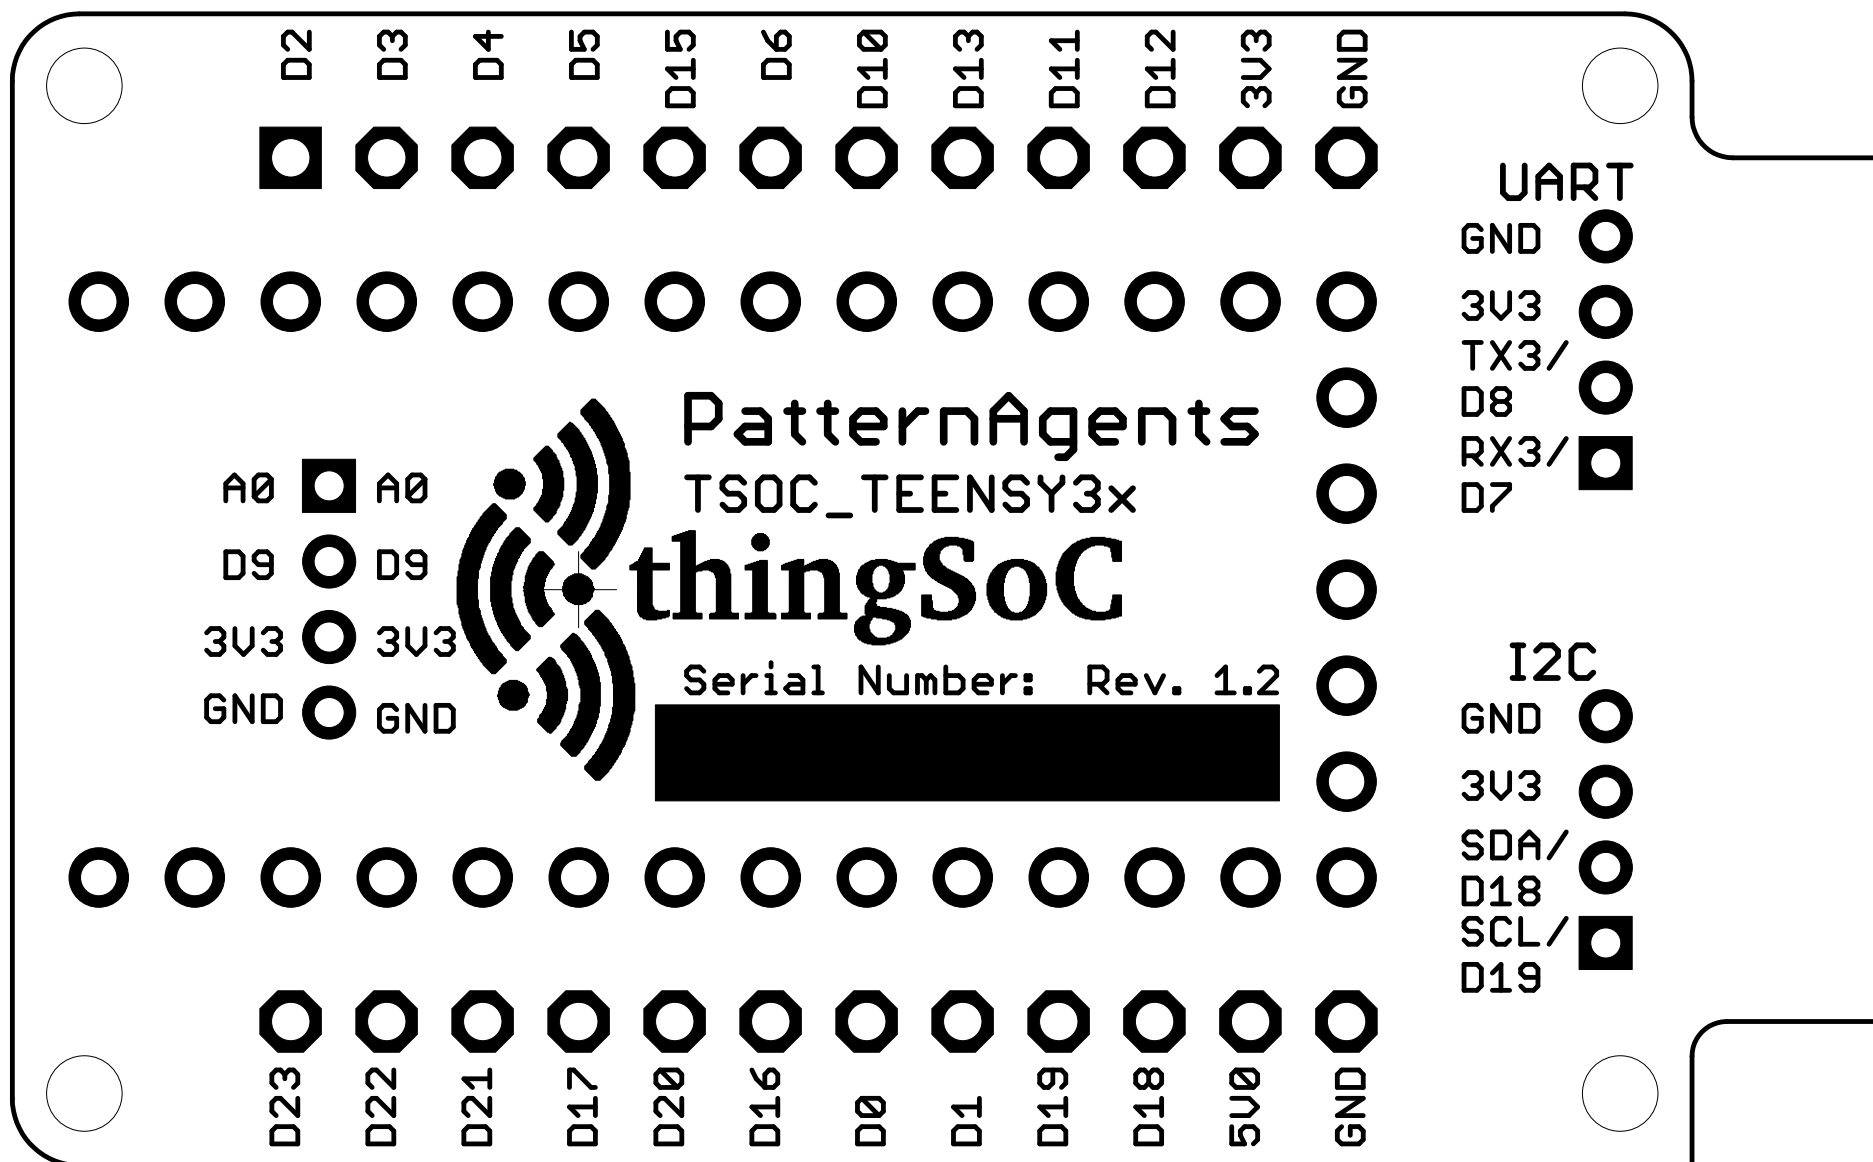 D2
D3
D4
D5
D15
D6
D10
D13
D11
D12
3V3
GND
UART
GND
3V3
TX3/
D8
RX3/
D7
PatternAgents
TSOC_TEENSY3x
thingSoC
Serial Number: Rev. 1.2
A0 A0
D9 D9
3V3 3V3
GND GND
I2C
GND
3V3
SDA/
D18
SCL/
D19
D23
D22
D21
D17
D20
D16
D0
D1
D19
D18
5V0
GND